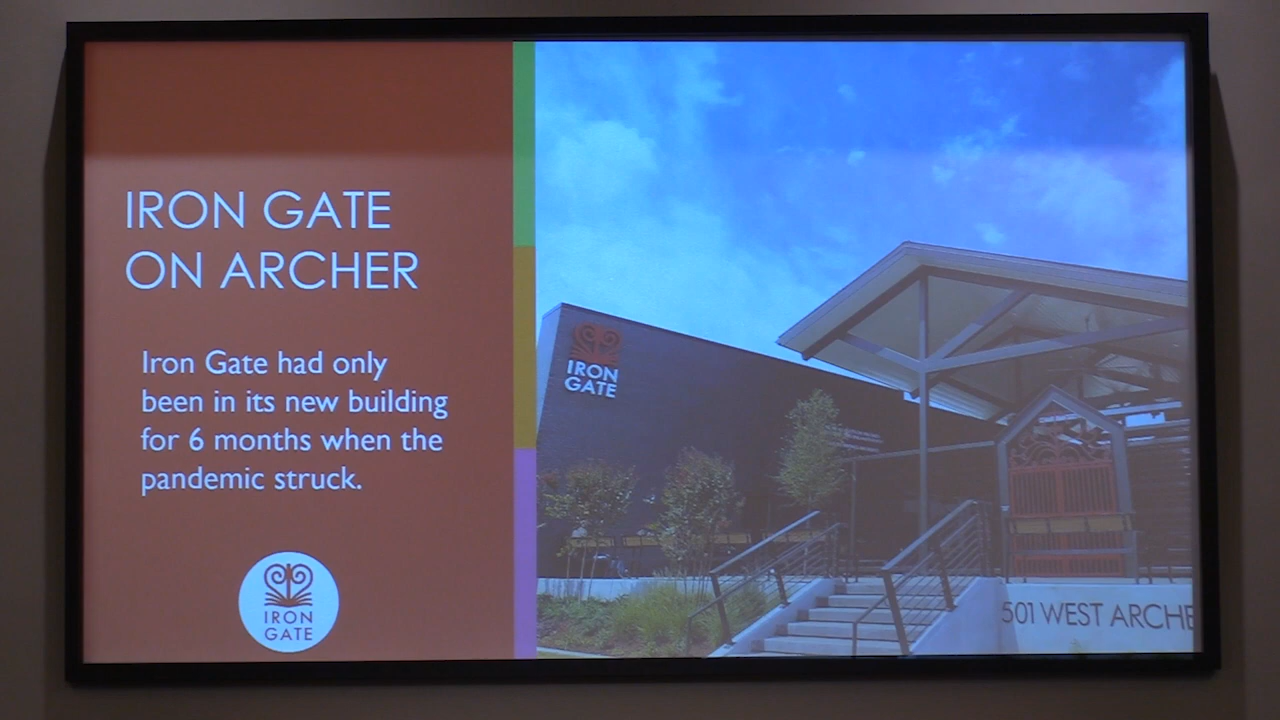 IRON GATE
ON ARCHER
Iron Gate had only
been in its new building
for 6 months when the
pandemic struck.
IRON
GATE
IRON
GATE
501 WEST ARCHE